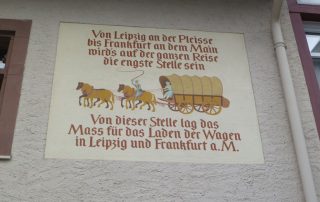 Von Leipzig an der Pleisse
bis Frankfurt an dem Main
wirds auf der ganzen Reise
die engste Stelle sein
Von dieser Stelle lag das
Mass für das Laden der Wagen
in Leipzig und Frankfurt a. M.